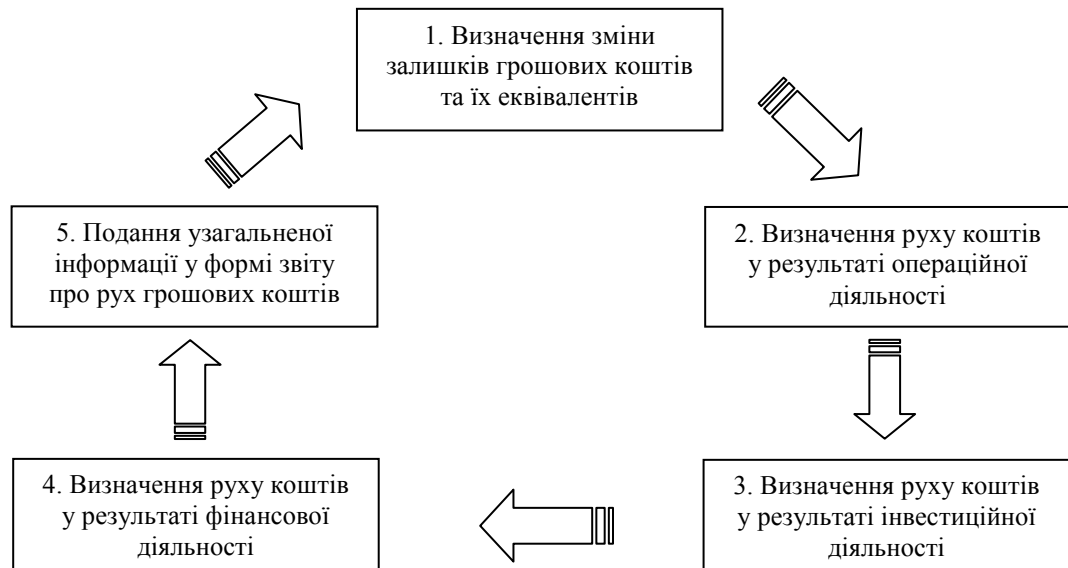 1. Визначення зміни
залишків грошових коштів
та їх еквівалентів
2. Визначення руху коштів
у результаті операційної
діяльності
3. Визначення руху коштів
у результаті інвестиційної
діяльності
4. Визначення руху коштів
у результаті фінансової
діяльності
5. Подання узагальненої
інформації у формі звіту
про рух грошових коштів